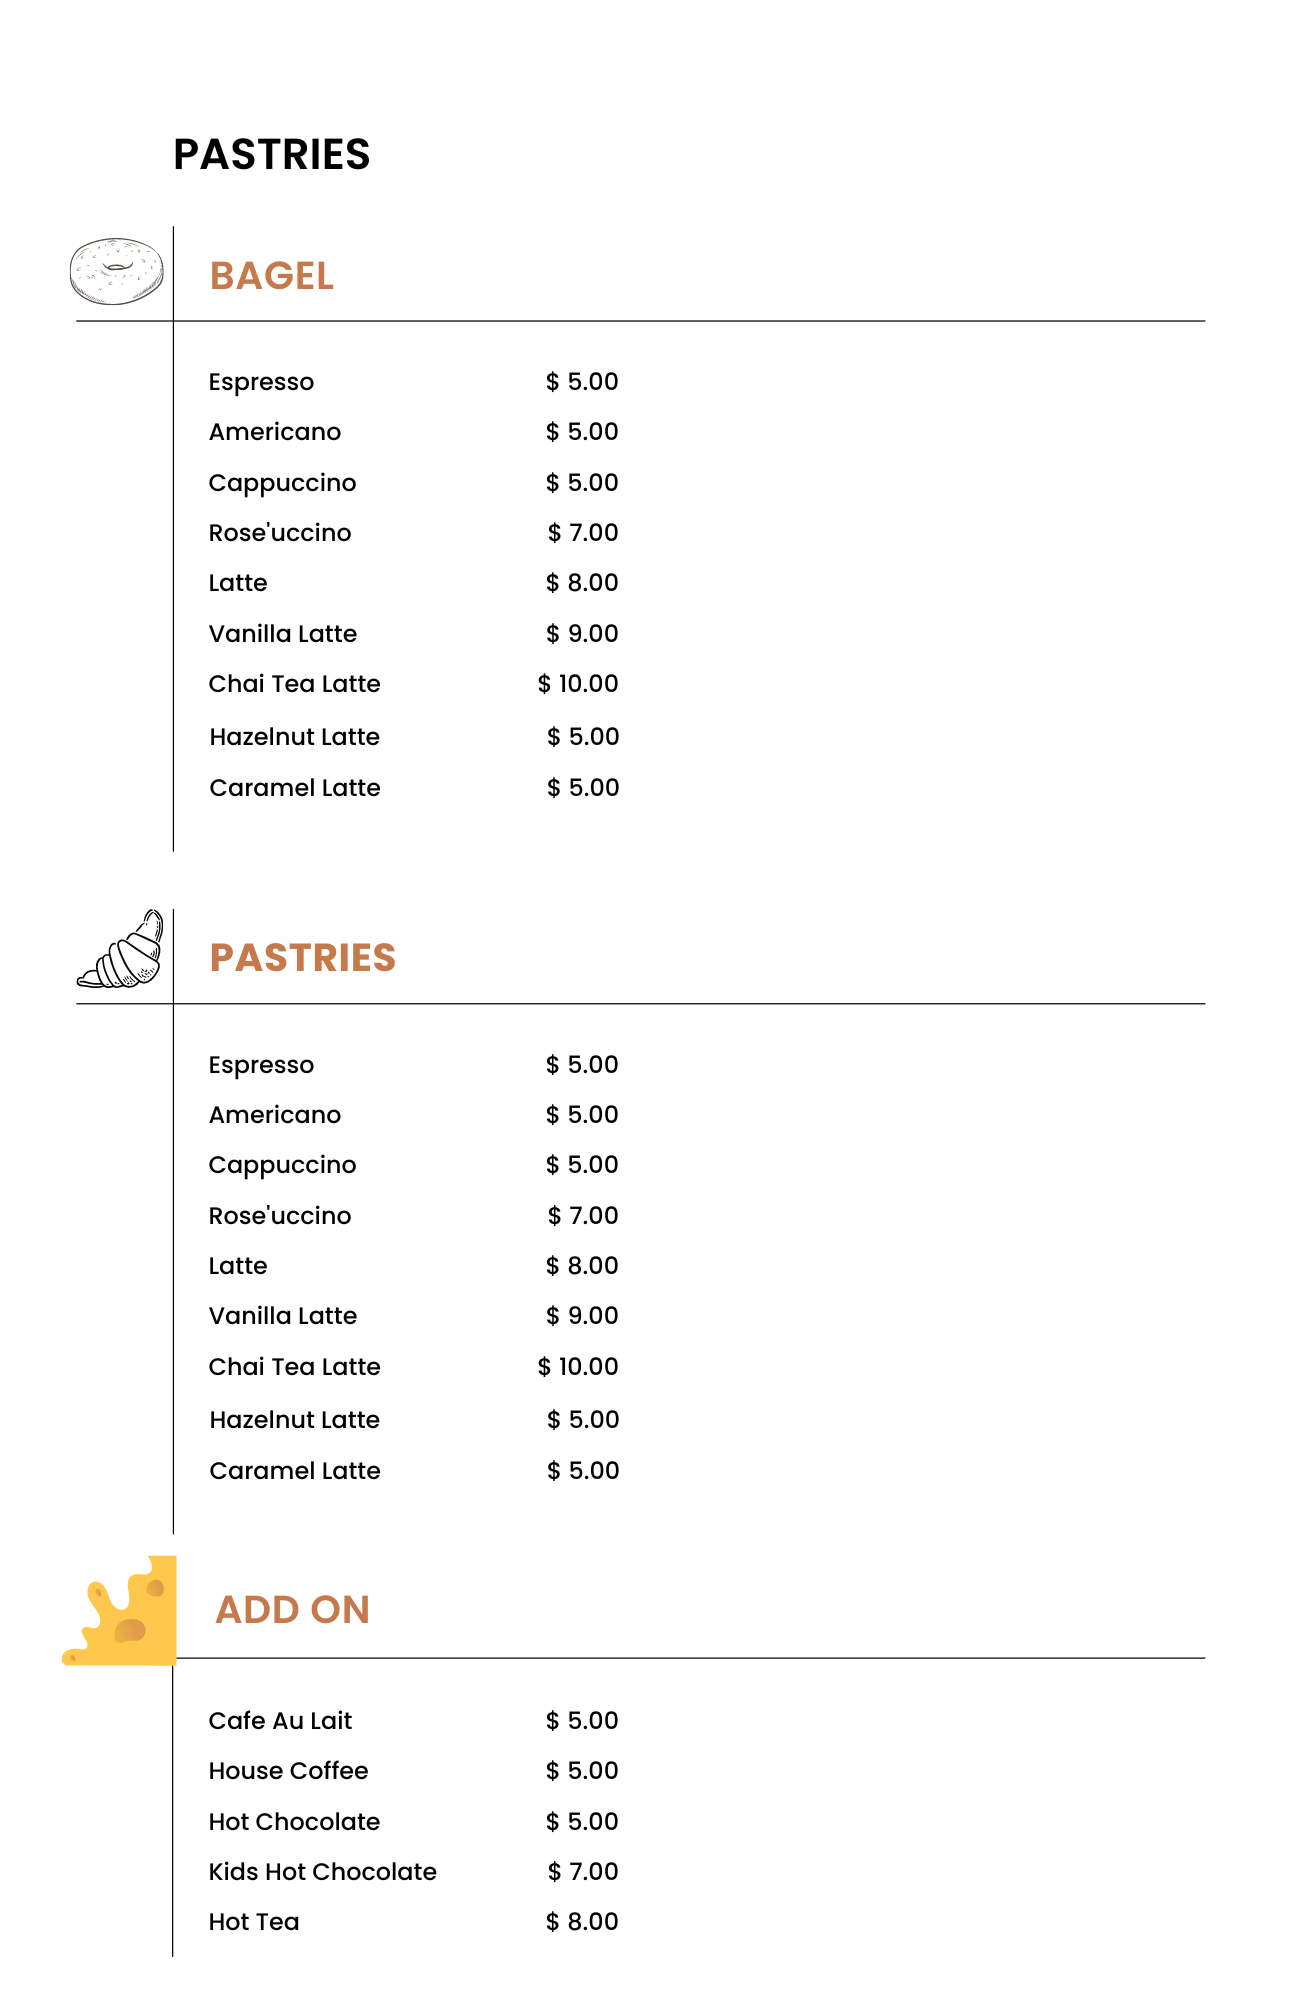 PASTRIES
BAGEL
Espresso $ 5.00
Americano $ 5.00
Cappuccino $ 5.00
Rose'uccino $ 7.00
Latte $ 8.00
Vanilla Latte $ 9.00
Chai Tea Latte $ 10.00
Hazelnut Latte $ 5.00
Caramel Latte $ 5.00
PASTRIES
Espresso $ 5.00
Americano $ 5.00
Cappuccino $ 5.00
Rose'uccino $ 7.00
Latte $ 8.00
Vanilla Latte $ 9.00
Chai Tea Latte $ 10.00
Hazelnut Latte $ 5.00
Caramel Latte $ 5.00
ADD ON
Cafe Au Lait $ 5.00
House Coffee $ 5.00
Hot Chocolate $ 5.00
Kids Hot Chocolate $ 7.00
Hot Tea $ 8.00